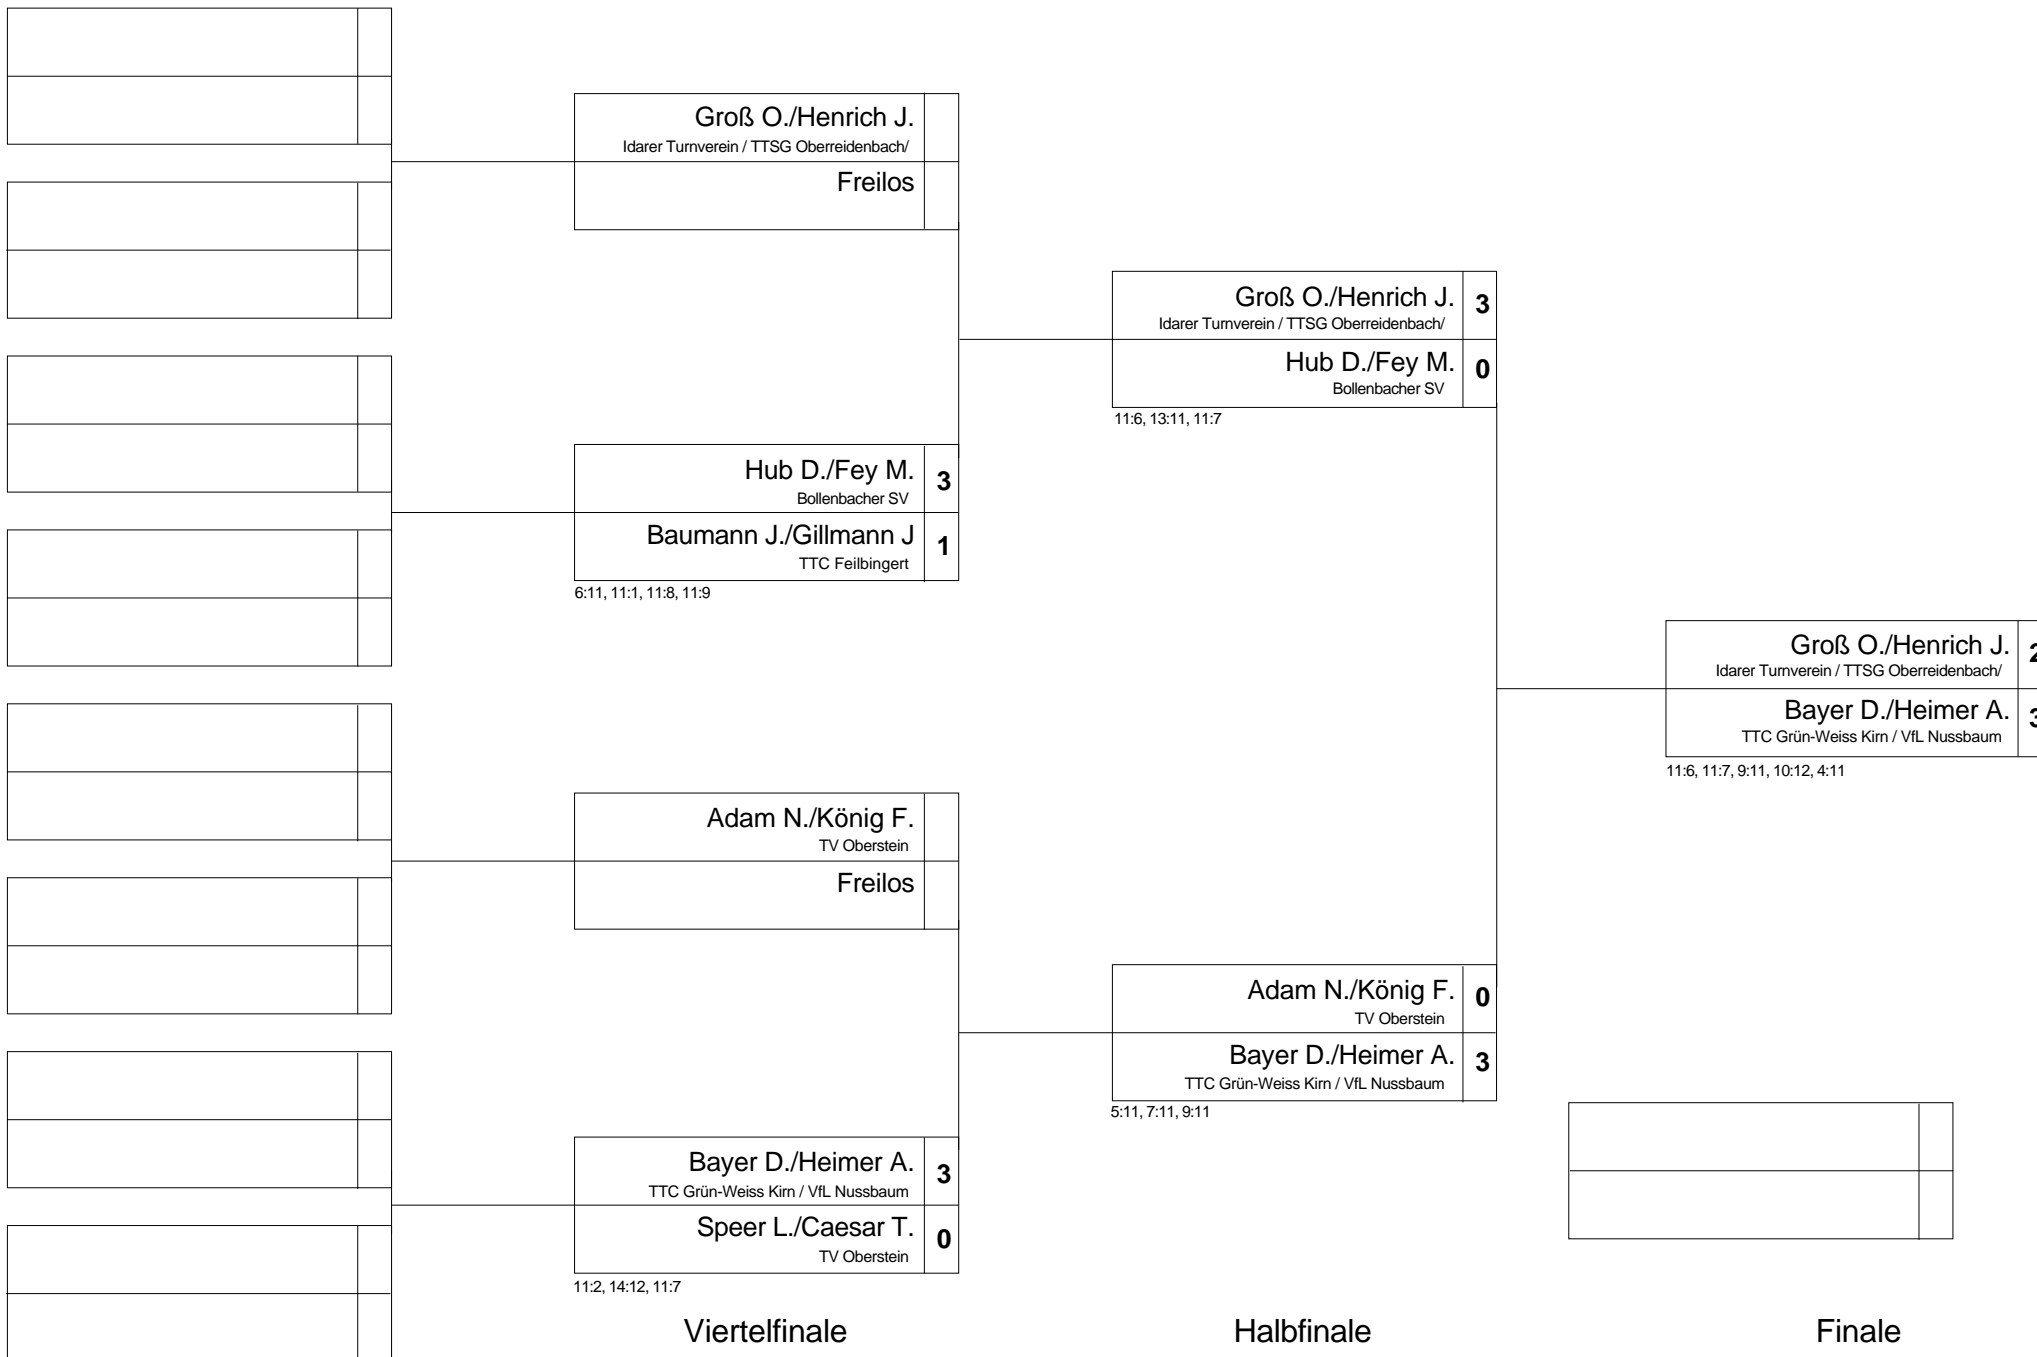 Groß O./Henrich J.
Idarer Turnverein / TTSG Oberreidenbach/
Freilos
Hub D./Fey M. 3
Bollenbacher SV
Baumann J./Gillmann J 1
TTC Feilbingert
6:11, 11:1, 11:8, 11:9
Adam N./König F.
TV Oberstein
Freilos
Bayer D./Heimer A. 3
TTC Grün-Weiss Kirn / VfL Nussbaum
Speer L./Caesar T. 0
TV Oberstein
11:2, 14:12, 11:7
Viertelfinale
Groß O./Henrich J. 3
Idarer Turnverein / TTSG Oberreidenbach/
Hub D./Fey M. 0
Bollenbacher SV
11:6, 13:11, 11:7
Adam N./König F. 0
TV Oberstein
Bayer D./Heimer A. 3
TTC Grün-Weiss Kirn / VfL Nussbaum
5:11, 7:11, 9:11
Halbfinale
Groß O./Henrich J. 2
Idarer Turnverein / TTSG Oberreidenbach/
Bayer D./Heimer A. 3
TTC Grün-Weiss Kirn / VfL Nussbaum
11:6, 11:7, 9:11, 10:12, 4:11
Finale